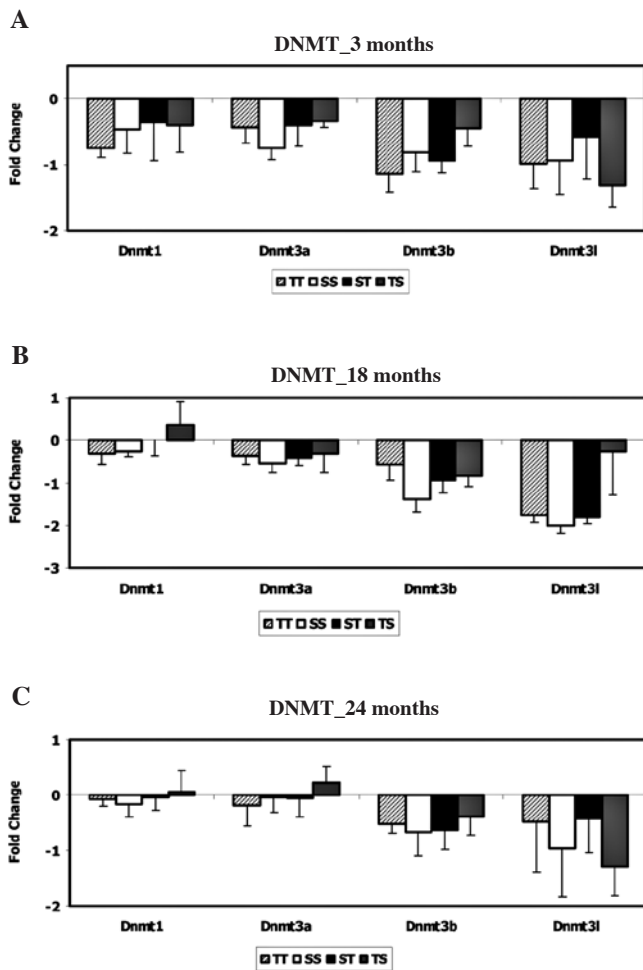 A
DNMT_3 months
Fold Change
0
-1
-2
Dnmt1 Dnmt3a Dnmt3b Dnmt3l
TT SS ST TS
B
DNMT_18 months
Fold Change
1
0
-1
-2
-3
Dnmt1 Dnmt3a Dnmt3b Dnmt3l
TT SS ST TS
C
DNMT_24 months
Fold Change
1
0
-1
-2
Dnmt1 Dnmt3a Dnmt3b Dnmt3l
TT SS ST TS